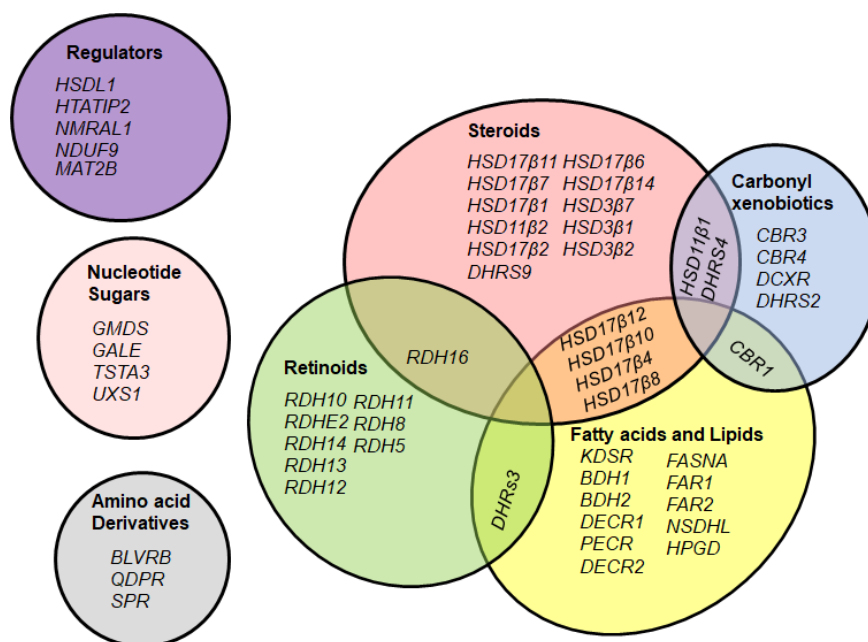 Regulators
HSDL1
HTATIP2
NMRAL1
NDUF9
MAT2B
Nucleotide
Sugars
GMDS
GALE
TSTA3
UXS1
Amino acid
Derivatives
BLVRB
QDPR
SPR
Steroids
HSD17β11 HSD17β6
HSD17β7 HSD17β14
HSD17β1 HSD3β7
HSD11β2 HSD3β1
HSD17β2 HSD3β2
DHRS9
Carbonyl
xenobiotics
CBR3
CBR4
DCXR
DHRS2
HSD11β1
DHRS4
HSD17β12
HSD17β10
HSD17β4
HSD17β8
CBR1
RDH16
Retinoids
RDH10 RDH11
RDHE2 RDH8
RDH14 RDH5
RDH13
RDH12
DHRs3
Fatty acids and Lipids
KDSR FASNA
BDH1 FAR1
BDH2 FAR2
DECR1 NSDHL
PECR HPGD
DECR2